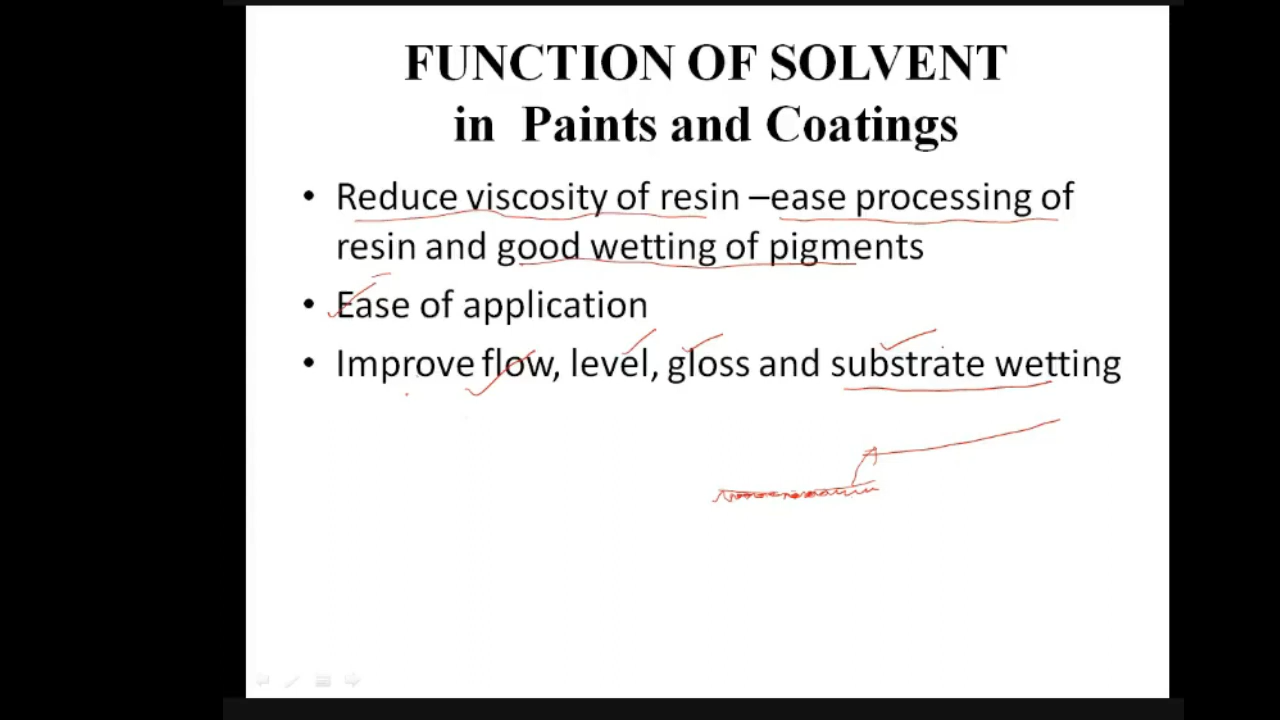 FUNCTION OF SOLVENT
in Paints and Coatings
• Reduce viscosity of resin –ease processing of
resin and good wetting of pigments
• Ease of application
• Improve flow, level, gloss and substrate wetting